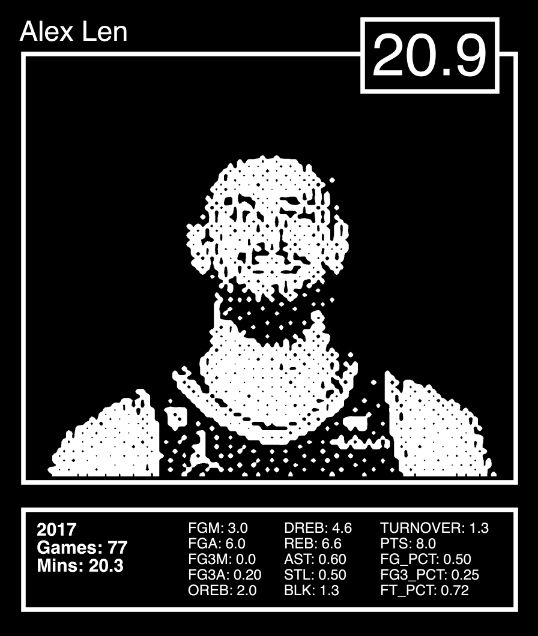 Alex Len
20.9
2017
Games: 77
Mins: 20.3
FGM: 3.0
FGA: 6.0
FG3M: 0.0
FG3A: 0.20
OREB: 2.0
DREB: 4.6
REB: 6.6
AST: 0.60
STL: 0.50
BLK: 1.3
TURNOVER: 1.3
PTS: 8.0
FG_PCT: 0.50
FG3_PCT: 0.25
FT_PCT: 0.72